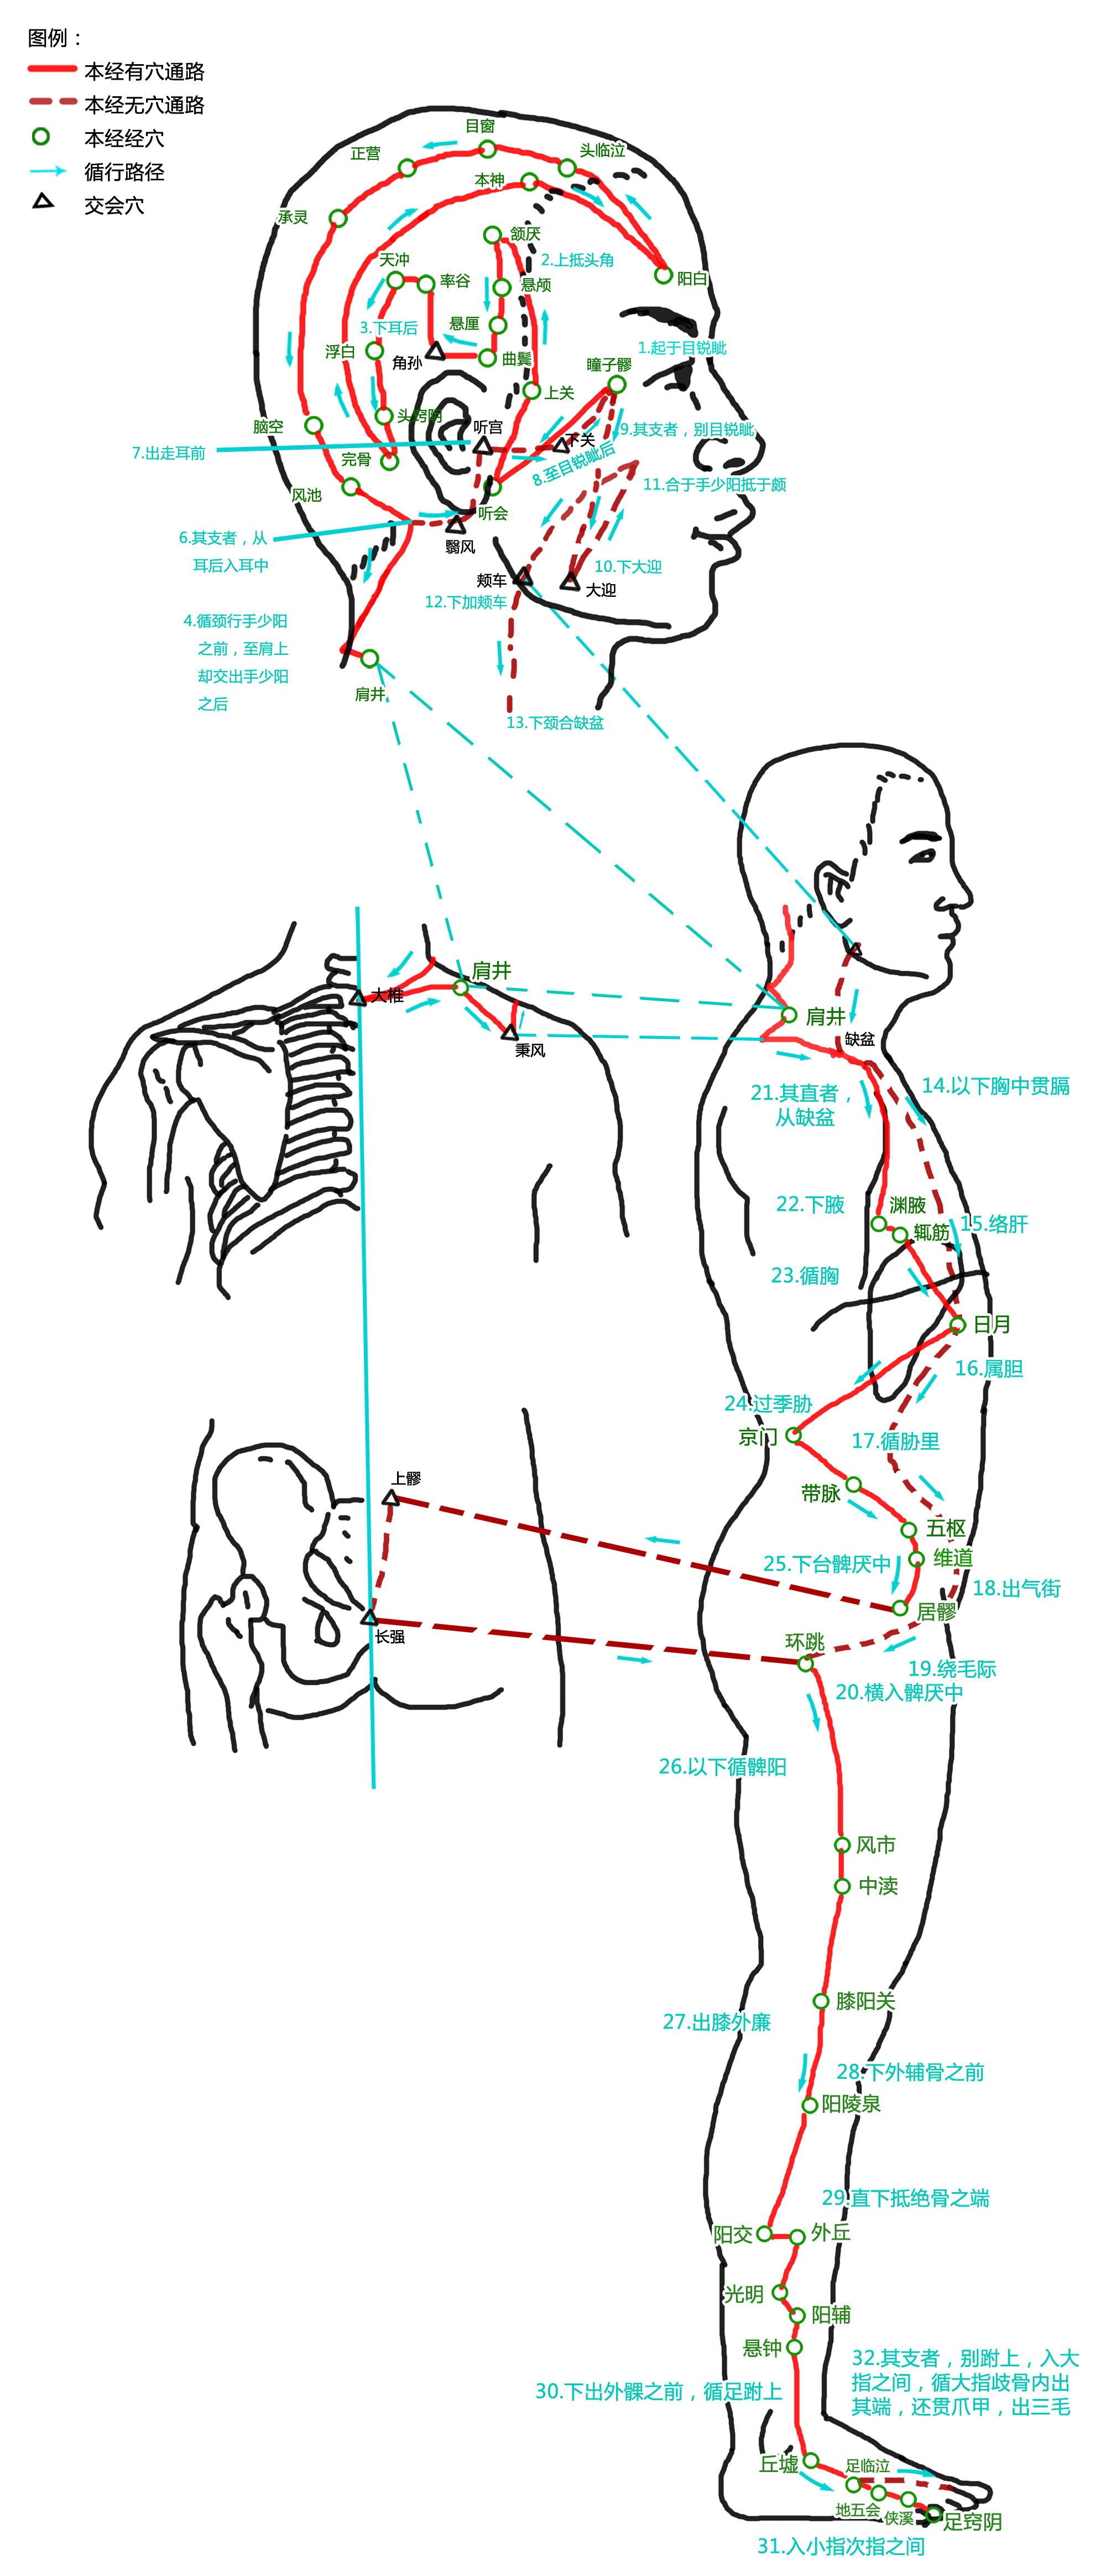 图例：
本经有穴通路
本经无穴通路
本经经穴
循行路径
交会穴
目窗
正营
头临泣
本神
承灵
颔厌
天冲
2.上抵头角
率谷
悬颅
阳白
3.下耳后
悬厘
浮白
角孙
曲鬓
1.起于目锐眦
瞳子髎
上关
头窍阴
脑空
听宫
下关
9.其支者，别目锐眦
7.出走耳前
完骨
8.至目锐眦后
风池
听会
11.合于手少阳抵于颇
6.其支者，从
耳后入耳中
翳风
10.下大迎
颊车
大迎
12.下加颊车
4.循颈行手少阳
之前，至肩上
却交出手少阳
之后
肩井
13.下颈合缺盆
肩井
大椎
秉风
肩井
缺盆
14.以下胸中贯膈
21.其直者，
从缺盆
22.下腋
渊腋
辄筋
15.络肝
23.循胸
日月
16.属胆
24.过季胁
京门
17.循胁里
上髎
带脉
五枢
维道
25.下台髀厌中
18.出气街
居髎
长强
环跳
19.绕毛际
20.横入髀厌中
26.以下循髀阳
风市
中渎
膝阳关
27.出膝外廉
28.下外辅骨之前
阳陵泉
29.直下抵绝骨之端
阳交
外丘
光明
阳辅
悬钟
32.其支者，别跗上，入大
指之间，循大指歧骨内出
其端，还贯爪甲，出三毛
30.下出外髁之前，循足跗上
丘墟
足临泣
地五会
侠溪
足窍阴
31.入小指次指之间